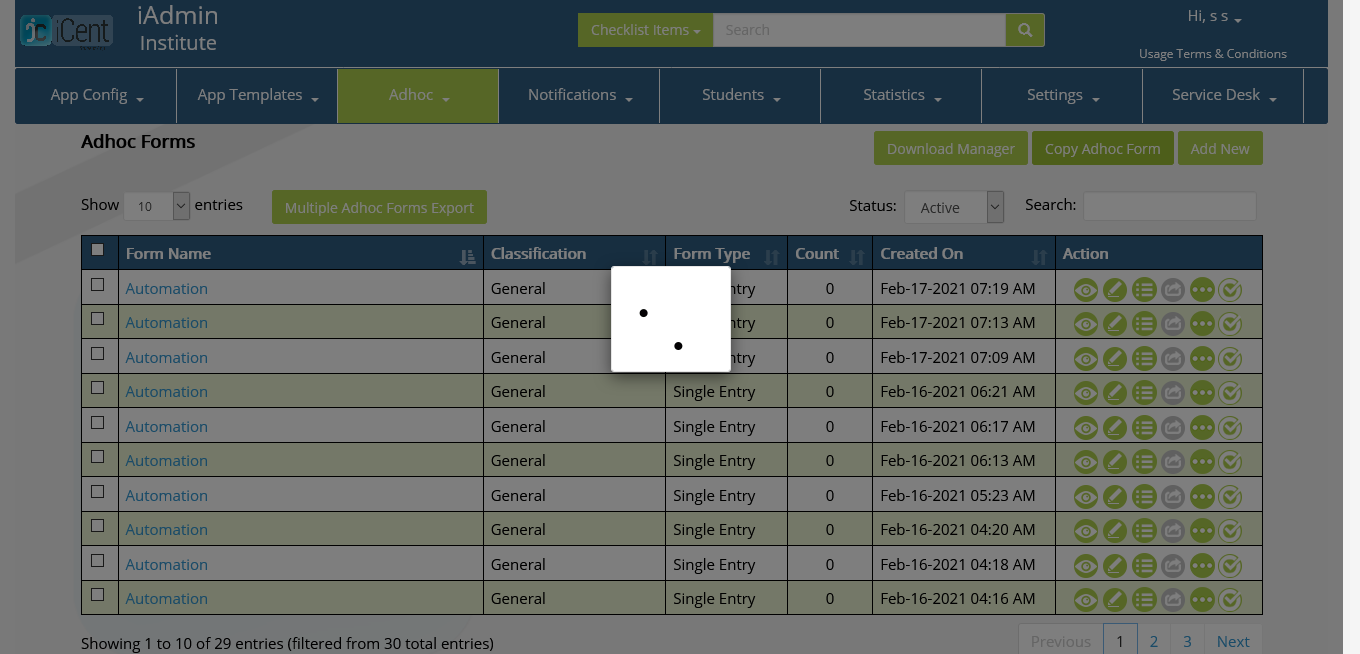 iCent
iAdmin
Institute
Checklist Items
Search
Hi, s s
Usage Terms & Conditions
App Config
App Templates
Adhoc
Notifications
Students
Statistics
Settings
Service Desk
Adhoc Forms
Download Manager
Copy Adhoc Form
Add New
Show 10 entries
Multiple Adhoc Forms Export
Status: Active
Search:
Form Name Classification Form Type Count Created On Action
Automation General ntry 0 Feb-17-2021 07:19 AM
Automation General ntry 0 Feb-17-2021 07:13 AM
Automation General ntry 0 Feb-17-2021 07:09 AM
Automation General Single Entry 0 Feb-16-2021 06:21 AM
Automation General Single Entry 0 Feb-16-2021 06:17 AM
Automation General Single Entry 0 Feb-16-2021 06:13 AM
Automation General Single Entry 0 Feb-16-2021 05:23 AM
Automation General Single Entry 0 Feb-16-2021 04:20 AM
Automation General Single Entry 0 Feb-16-2021 04:18 AM
Automation General Single Entry 0 Feb-16-2021 04:16 AM
Showing 1 to 10 of 29 entries (filtered from 30 total entries)
Previous 1 2 3 Next